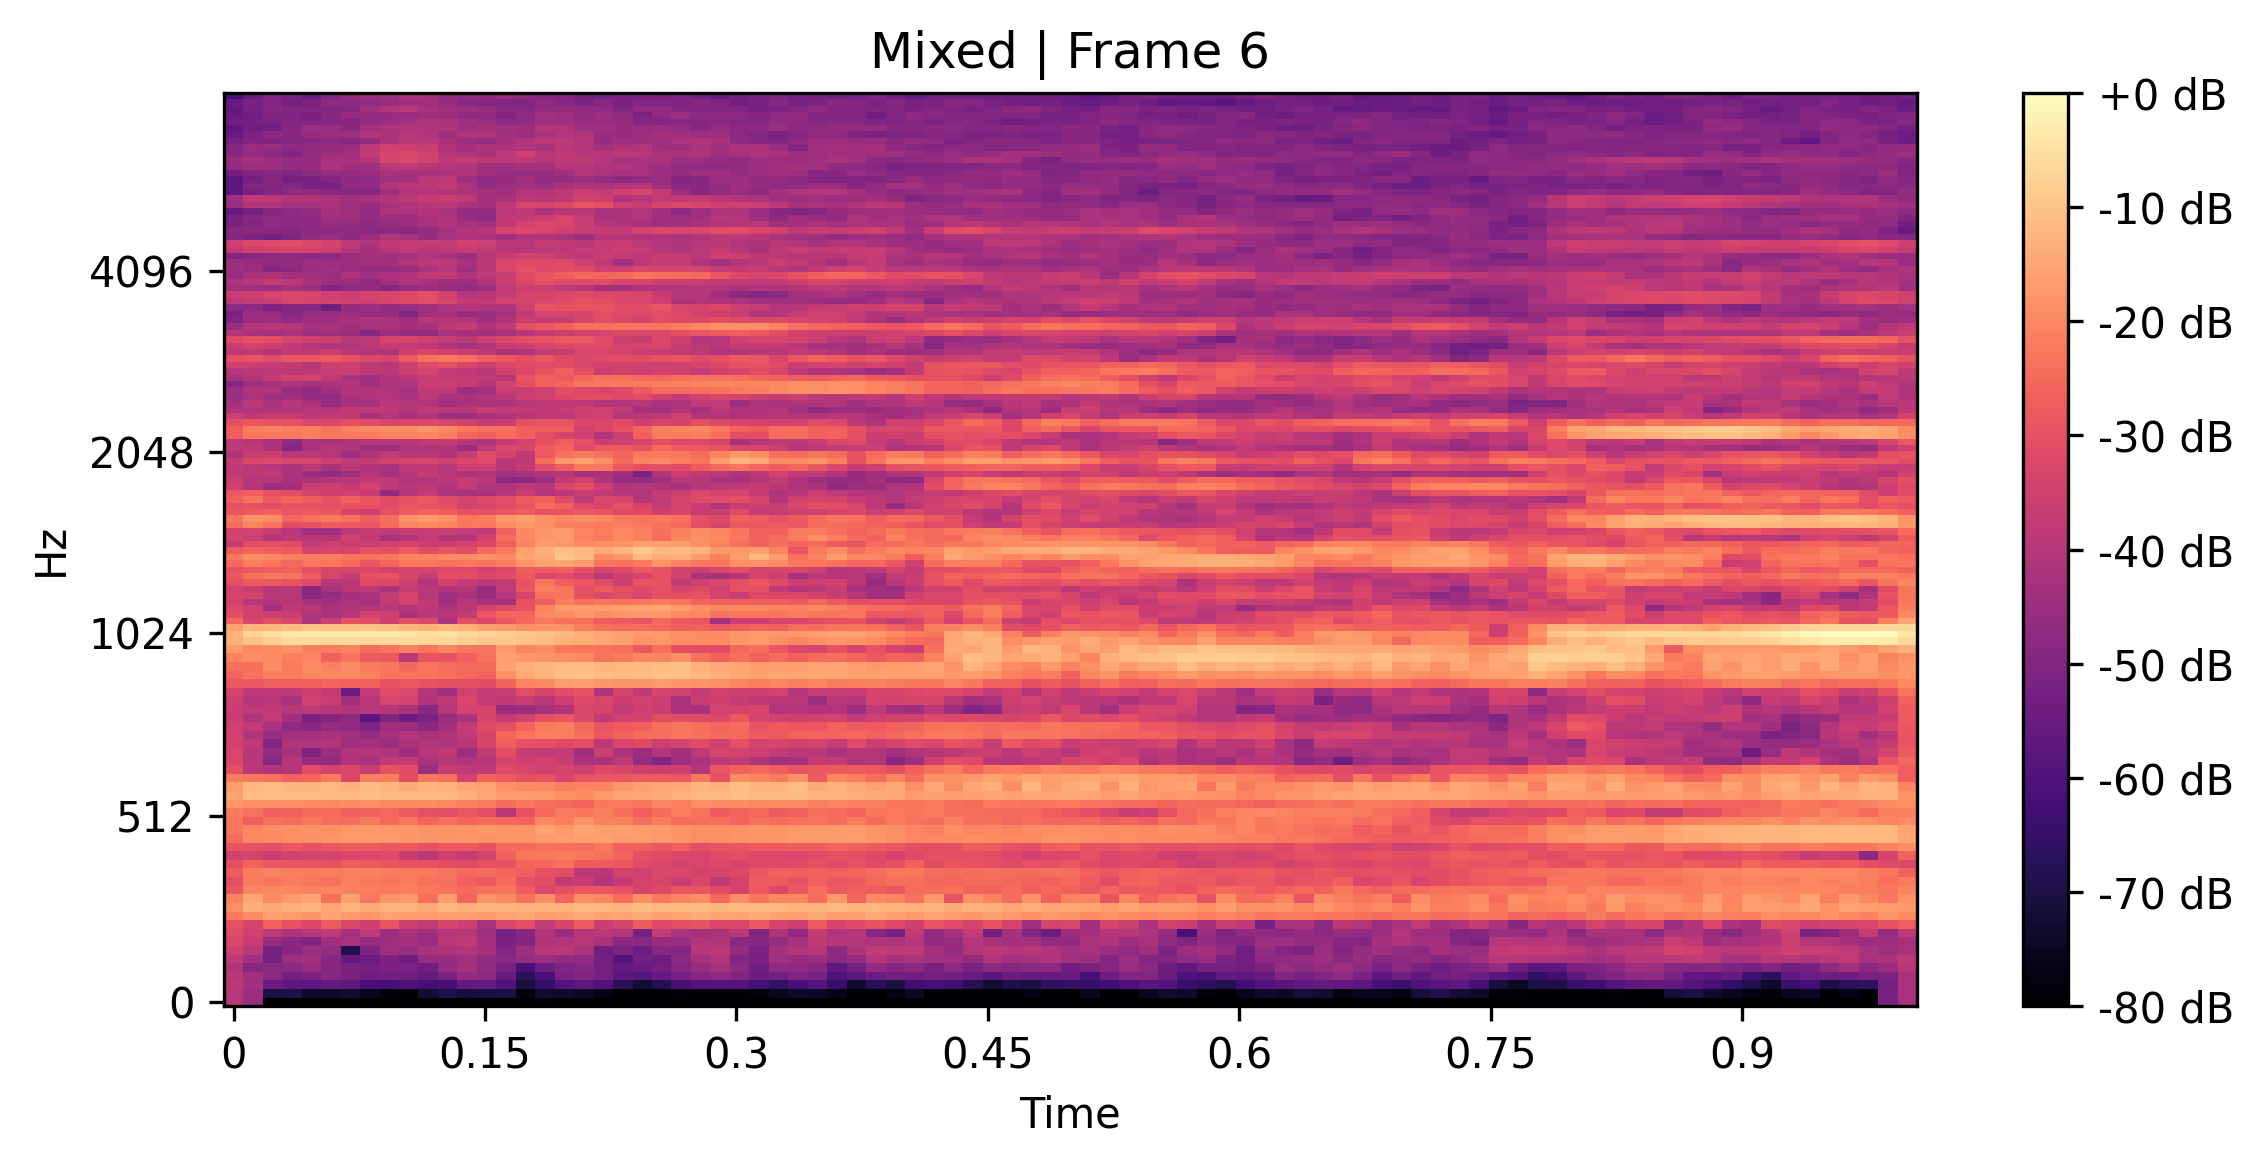 Mixed | Frame 6
Hz
4096
2048
1024
512
0
0 0.15 0.3 0.45 0.6 0.75 0.9
Time
+0 dB
-10 dB
-20 dB
-30 dB
-40 dB
-50 dB
-60 dB
-70 dB
-80 dB